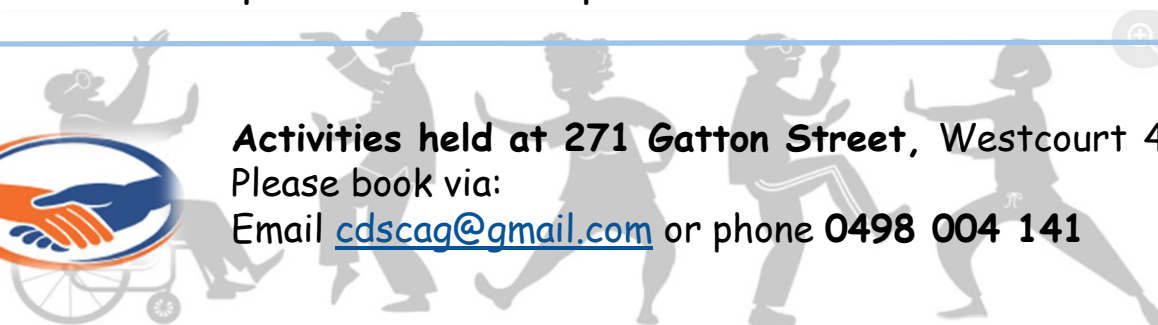 Activities held at 271 Gatton Street, Westcourt 4
Please book via:
Email cdscag@gmail.com or phone 0498 004 141